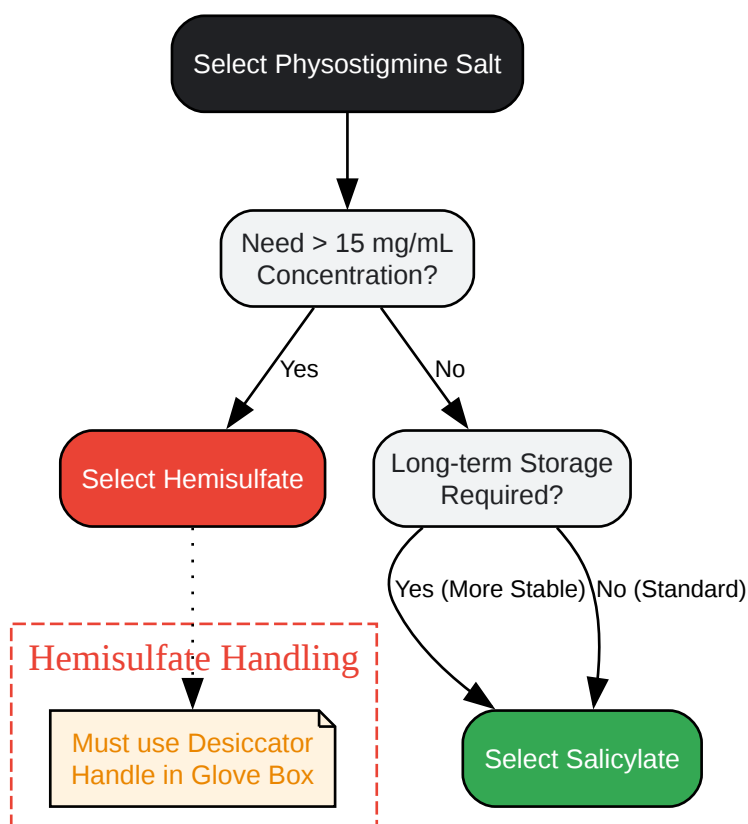 Select Physostigmine Salt
Need > 15 mg/mL
Concentration?
Yes
No
Select Hemisulfate
Long-term Storage
Required?
Yes (More Stable)
No (Standard)
Hemisulfate Handling
Must use Desiccator
Handle in Glove Box
Select Salicylate